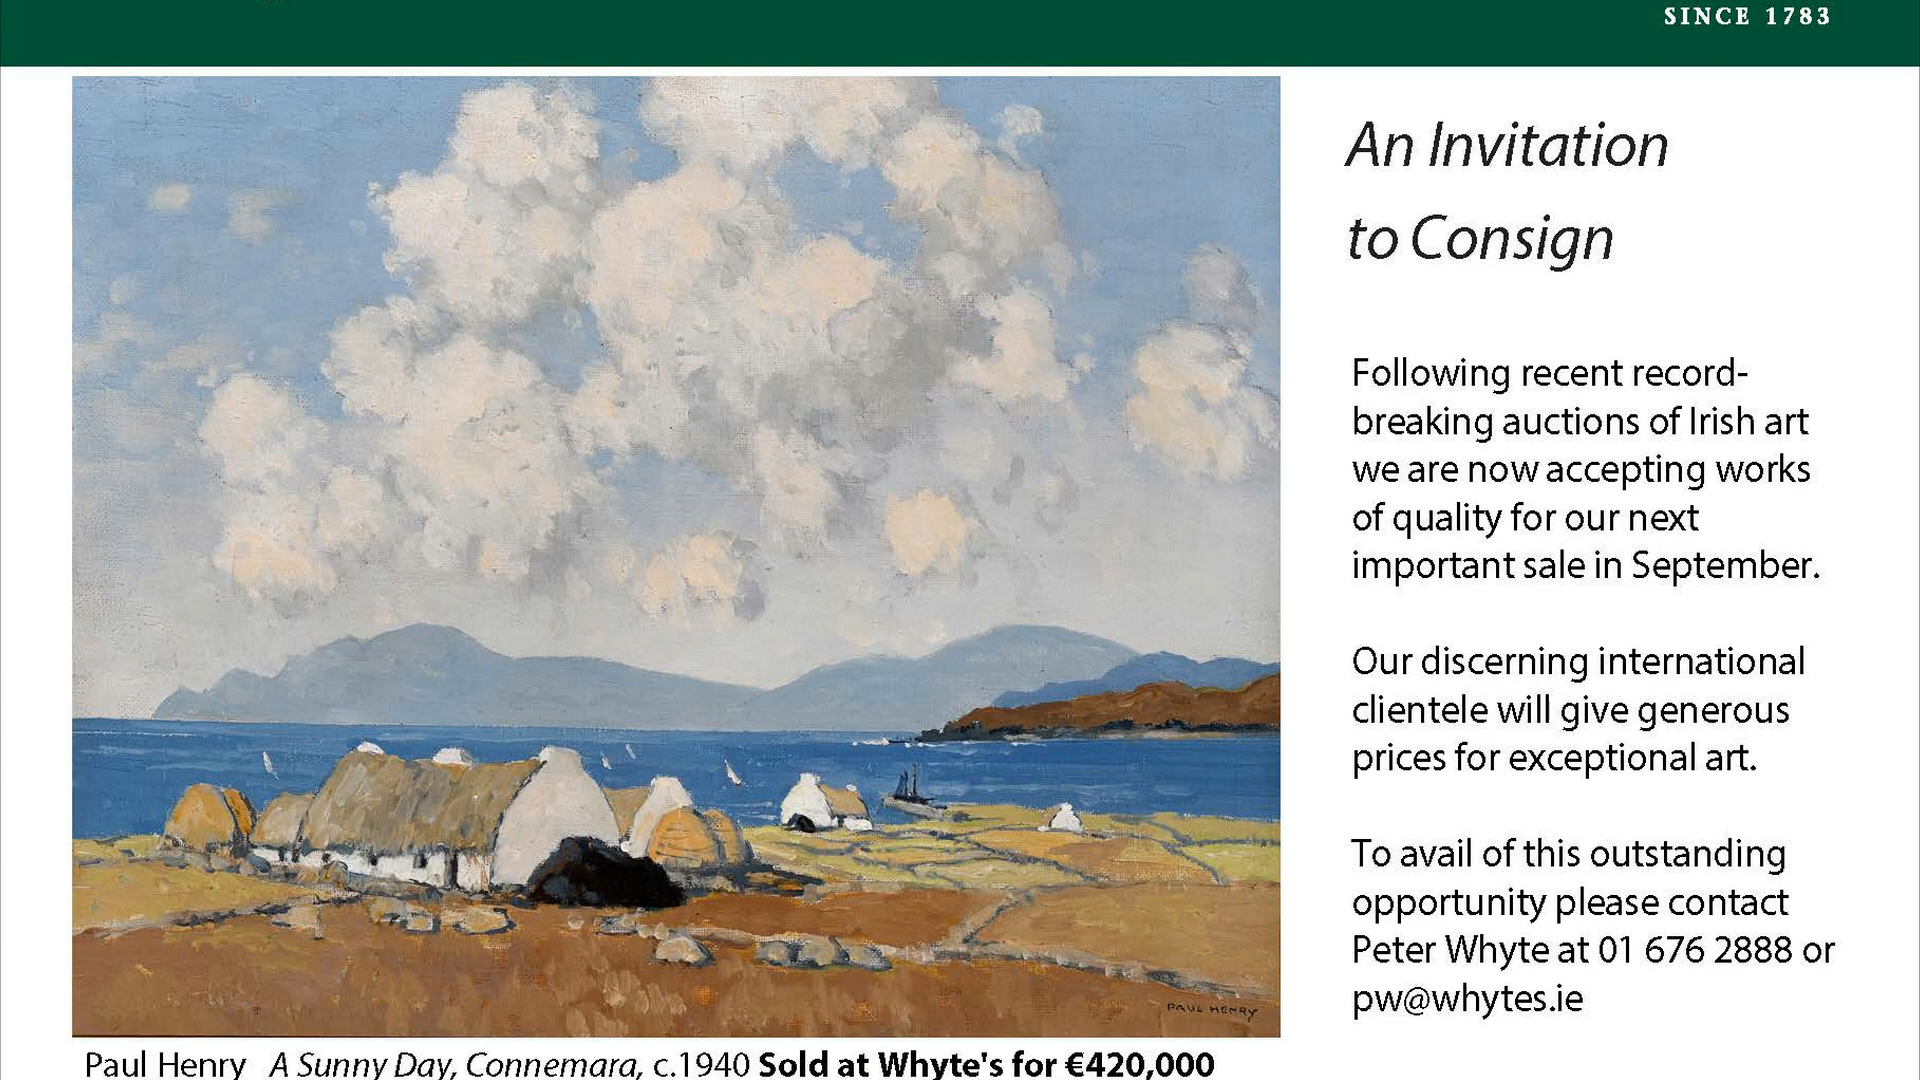 SINCE 1783
An Invitation
to Consign
Following recent record-
breaking auctions of Irish art
we are now accepting works
of quality for our next
important sale in September.
Our discerning international
clientele will give generous
prices for exceptional art.
To avail of this outstanding
opportunity please contact
Peter Whyte at 01 676 2888 or
pw@whytes.ie
PAUL HENRY
Paul Henry A Sunny Day, Connemara, c.1940 Sold at Whyte's for €420,000